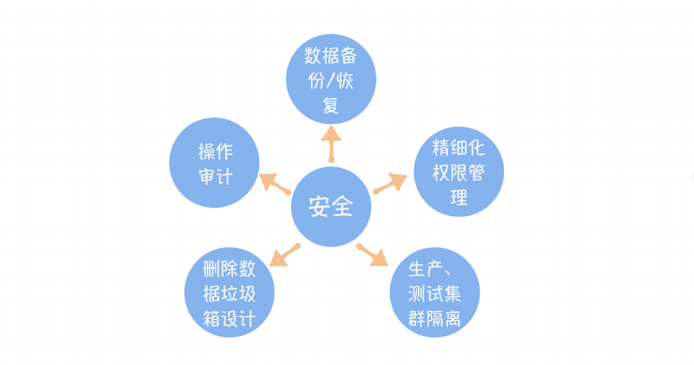 数据备
份/恢
复
操作
审计
精细化
权限管
理
安全
删除数
据垃圾
箱设计
生产、
测试集
群隔离